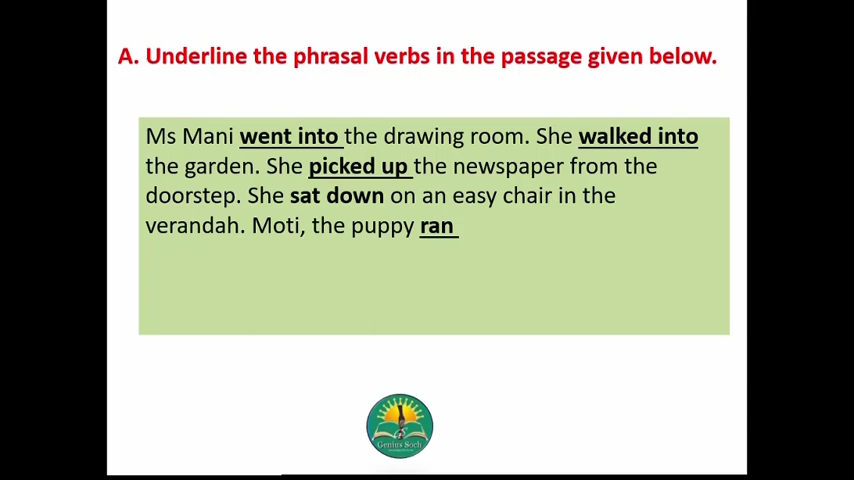 A. Underline the phrasal verbs in the passage given below.
Ms Mani went into the drawing room. She walked into
the garden. She picked up the newspaper from the
doorstep. She sat down on an easy chair in the
verandah. Moti, the puppy ran
Genius Soch